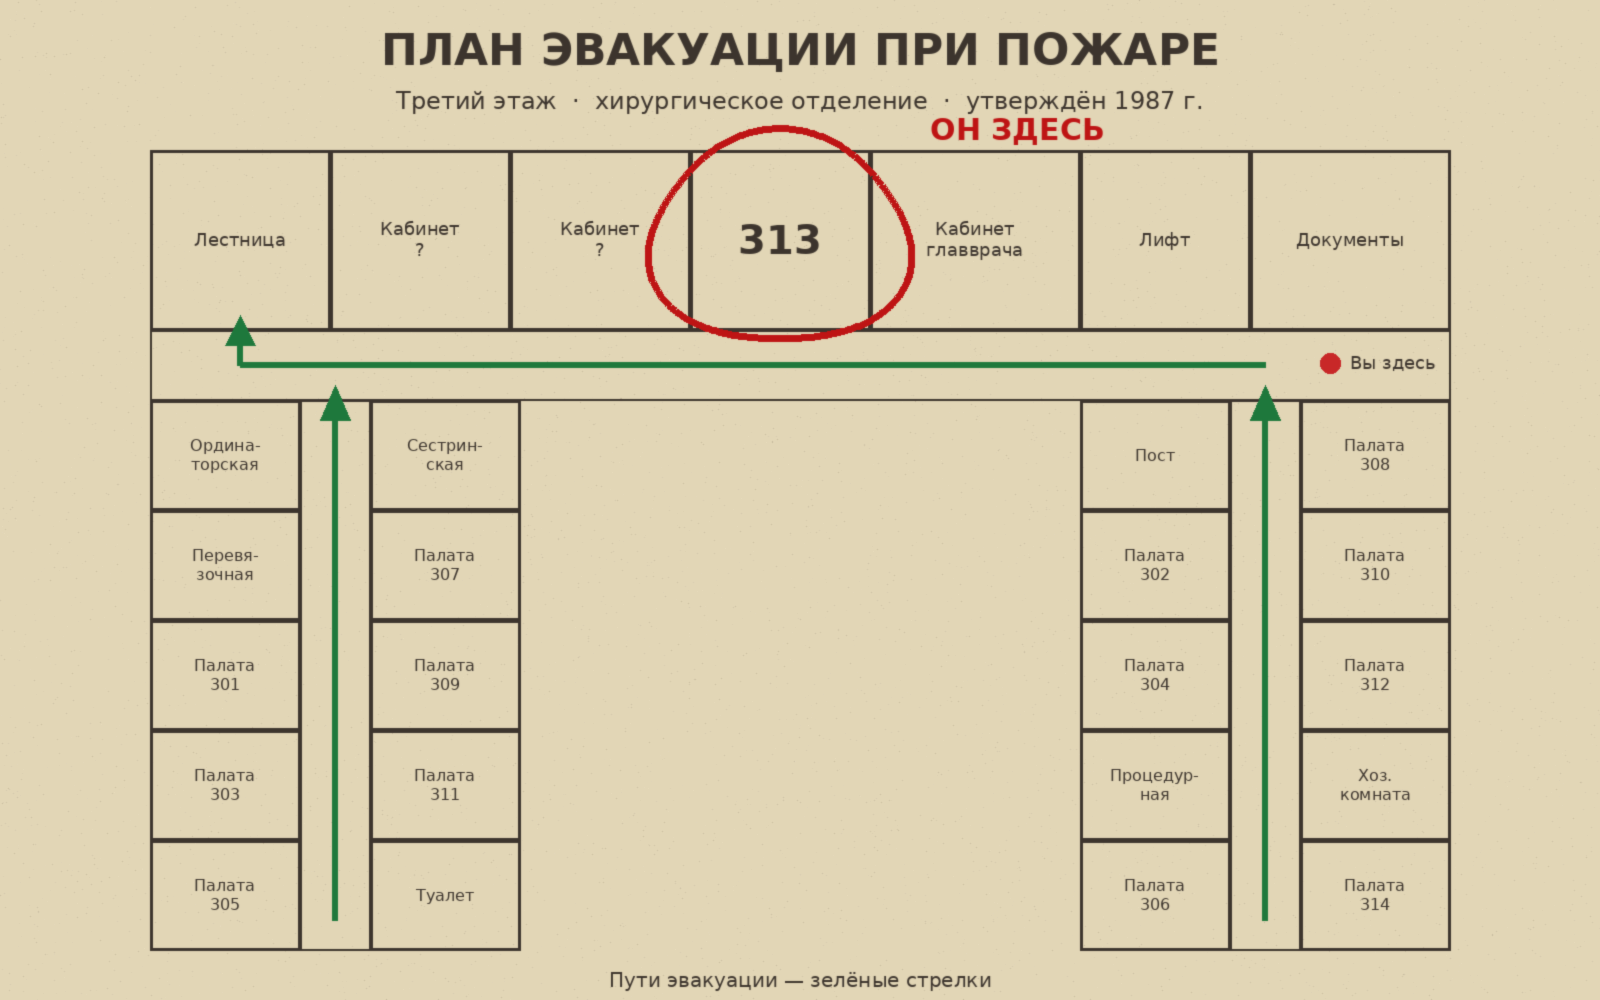 ПЛАН ЭВАКУАЦИИ ПРИ ПОЖАРЕ
Третий этаж · хирургическое отделение · утверждён 1987 г.
ОН ЗДЕСЬ
Лестница
Кабинет
?
Кабинет
?
313
Кабинет
главврача
Лифт
Документы
Вы здесь
Ордина-
торская
Сестрин-
ская
Пост
Палата
308
Перевя-
зочная
Палата
307
Палата
302
Палата
310
Палата
301
Палата
309
Палата
304
Палата
312
Палата
303
Палата
311
Процедур-
ная
Хоз.
комната
Палата
305
Туалет
Палата
306
Палата
314
Пути эвакуации — зелёные стрелки